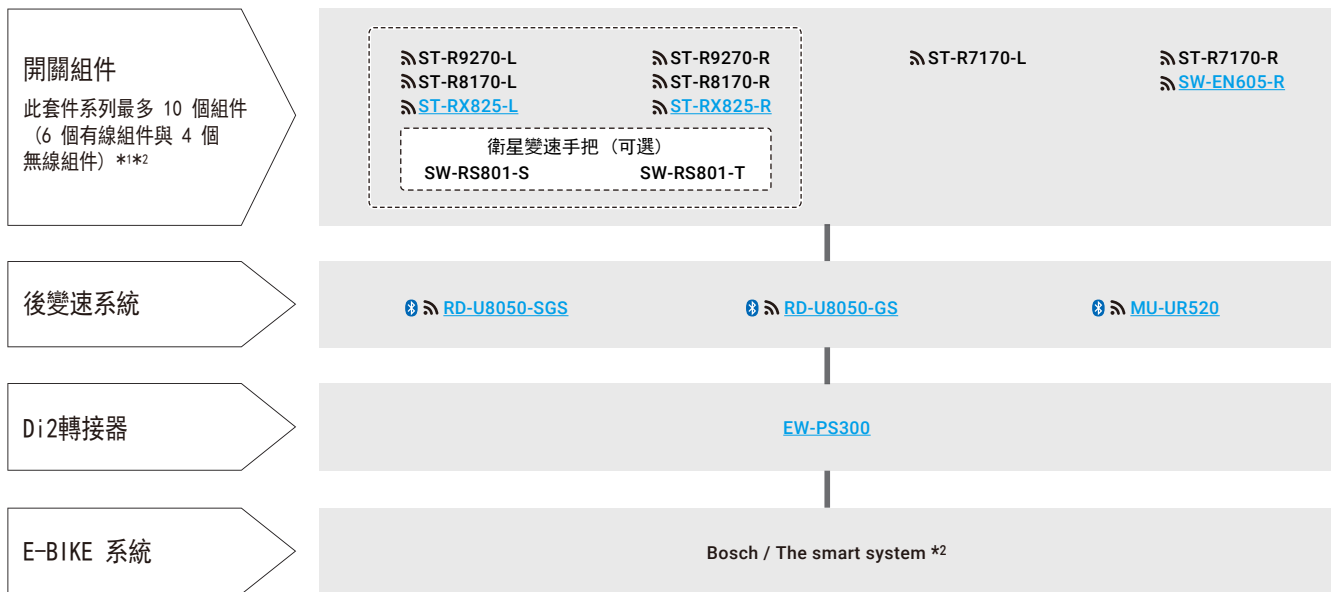 開關組件
此套件系列最多 10 個組件
（6 個有線組件與 4 個
無線組件）*1*2
ST-R9270-L ST-R9270-R ST-R7170-L ST-R7170-R
ST-R8170-L ST-R8170-R SW-EN605-R
ST-RX825-L ST-RX825-R
衛星變速手把（可選）
SW-RS801-S SW-RS801-T
後變速系統
RD-U8050-SGS RD-U8050-GS MU-UR520
Di2轉接器
EW-PS300
E-BIKE 系統
Bosch / The smart system *2